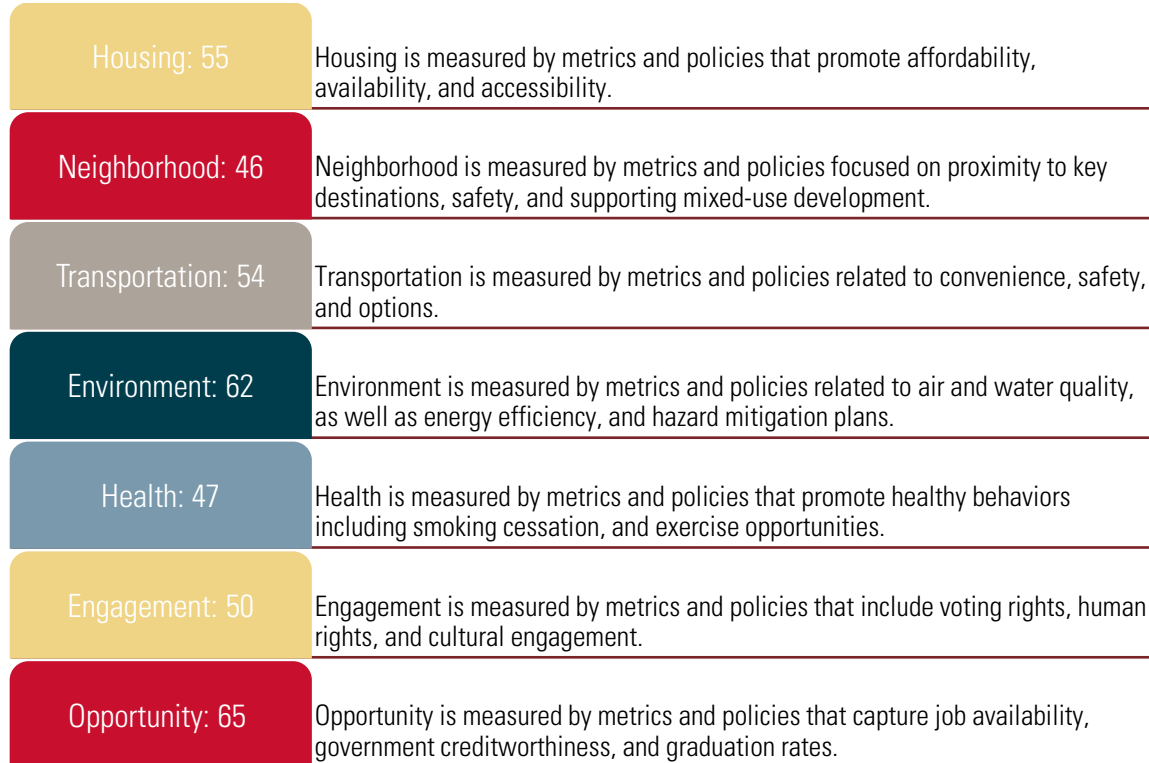 Housing: 55
Housing is measured by metrics and policies that promote affordability,
availability, and accessibility.
Neighborhood: 46
Neighborhood is measured by metrics and policies focused on proximity to key
destinations, safety, and supporting mixed-use development.
Transportation: 54
Transportation is measured by metrics and policies related to convenience, safety,
and options.
Environment: 62
Environment is measured by metrics and policies related to air and water quality,
as well as energy efficiency, and hazard mitigation plans.
Health: 47
Health is measured by metrics and policies that promote healthy behaviors
including smoking cessation, and exercise opportunities.
Engagement: 50
Engagement is measured by metrics and policies that include voting rights, human
rights, and cultural engagement.
Opportunity: 65
Opportunity is measured by metrics and policies that capture job availability,
government creditworthiness, and graduation rates.